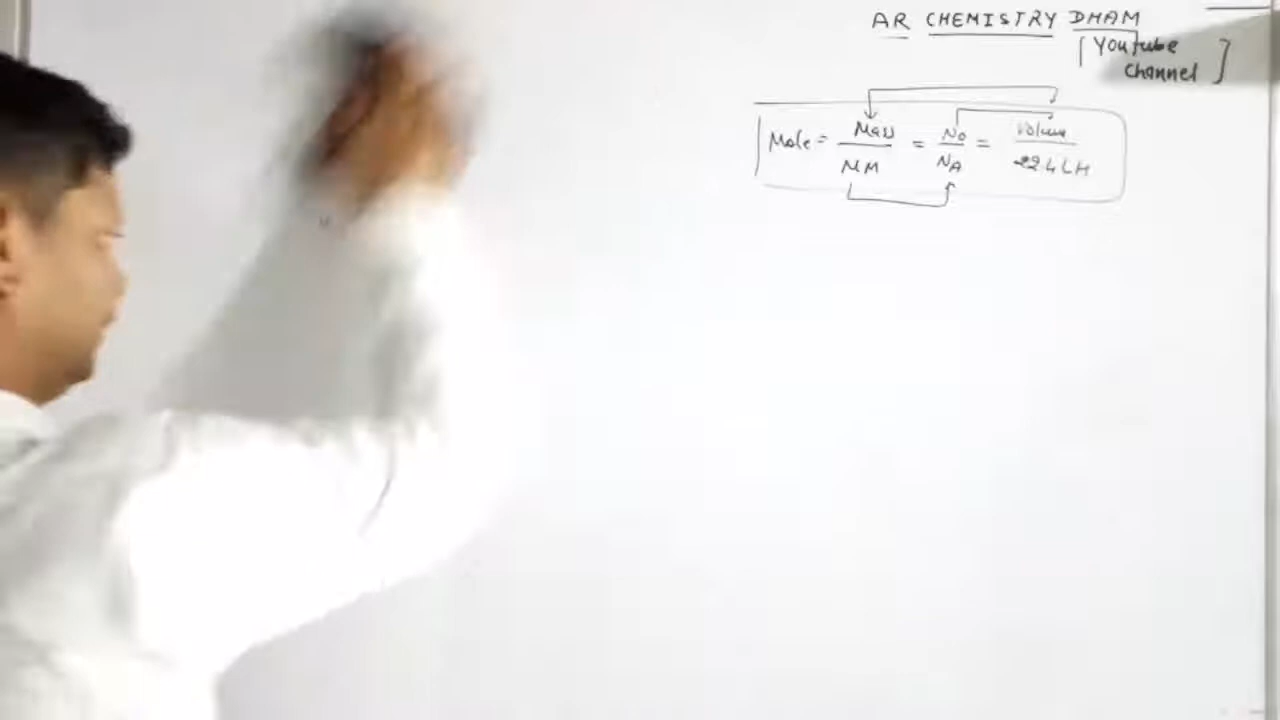 AR CHEMISTRY DHAM
[Youtube
Channel]
Mole = Mass/MM = No/NA = Volume/22.4 LH